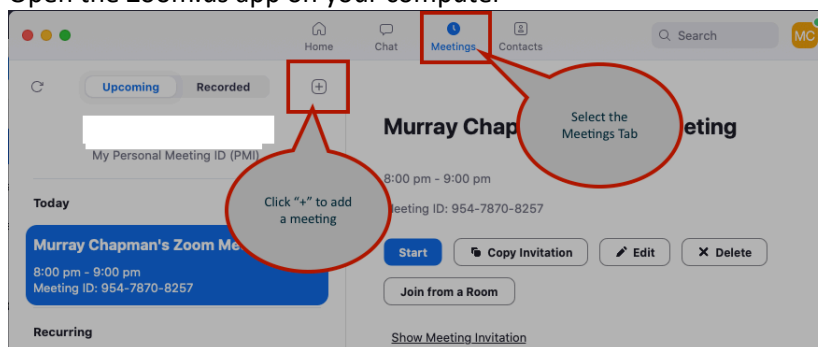 Open the Zoom.us app on your computer
Home
Chat
Meetings
Contacts
Search
MC
Upcoming
Recorded
My Personal Meeting ID (PMI)
Today
Murray Chapman's Zoom Me
8:00 pm - 9:00 pm
Meeting ID: 954-7870-8257
Recurring
Click "+" to add
a meeting
Select the
Meetings Tab
Murray Chap eting
8:00 pm - 9:00 pm
Meeting ID: 954-7870-8257
Start
Copy Invitation
Edit
Delete
Join from a Room
Show Meeting Invitation